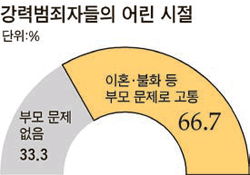 강력범죄자들의 어린 시절
단위:%
이혼·불화 등
부모 문제로 고통
66.7
부모 문제
없음
33.3